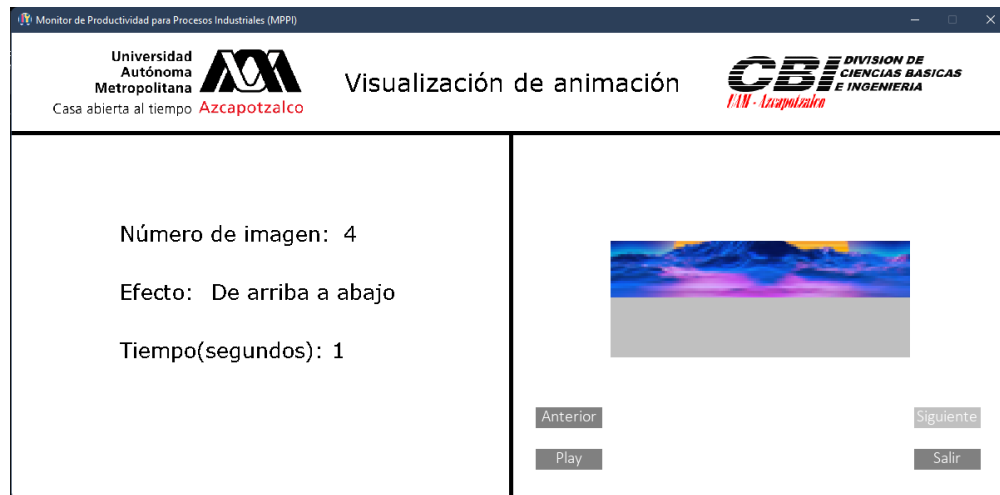 Monitor de Productividad para Procesos Industriales (MPPI)
Universidad
Autónoma
Metropolitana
Casa abierta al tiempo Azcapotzalco
Visualización de animación
CBI
DIVISION DE
CIENCIAS BASICAS
E INGENIERIA
UAM - Azcapotzalco
Número de imagen: 4
Efecto: De arriba a abajo
Tiempo(segundos): 1
Anterior
Siguiente
Play
Salir